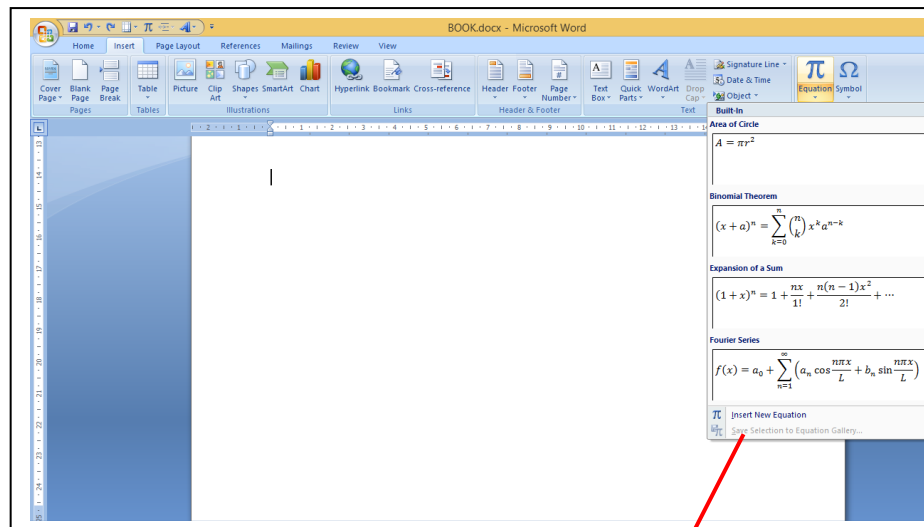 BOOK.docx - Microsoft Word
Home Insert Page Layout References Mailings Review View
Cover Page Blank Page Page Break Table Picture Clip Art Shapes SmartArt Chart Hyperlink Bookmark Cross-reference Header Footer Page Number Text Box Quick Parts WordArt Drop Cap Signature Line Date & Time Object Equation Symbol
Pages Tables Illustrations Links Header & Footer Text
Built-In
Area of Circle
A = πr²
Binomial Theorem
(x + a)ⁿ = ∑ₖ₌₀ⁿ (n k) xᵏaⁿ⁻ᵏ
Expansion of a Sum
(1 + x)ⁿ = 1 + nx/1! + n(n − 1)x²/2! + ⋯
Fourier Series
f(x) = a₀ + ∑ₙ₌₁^∞ (aₙ cos nπx/L + bₙ sin nπx/L)
π Insert New Equation
Save Selection to Equation Gallery...